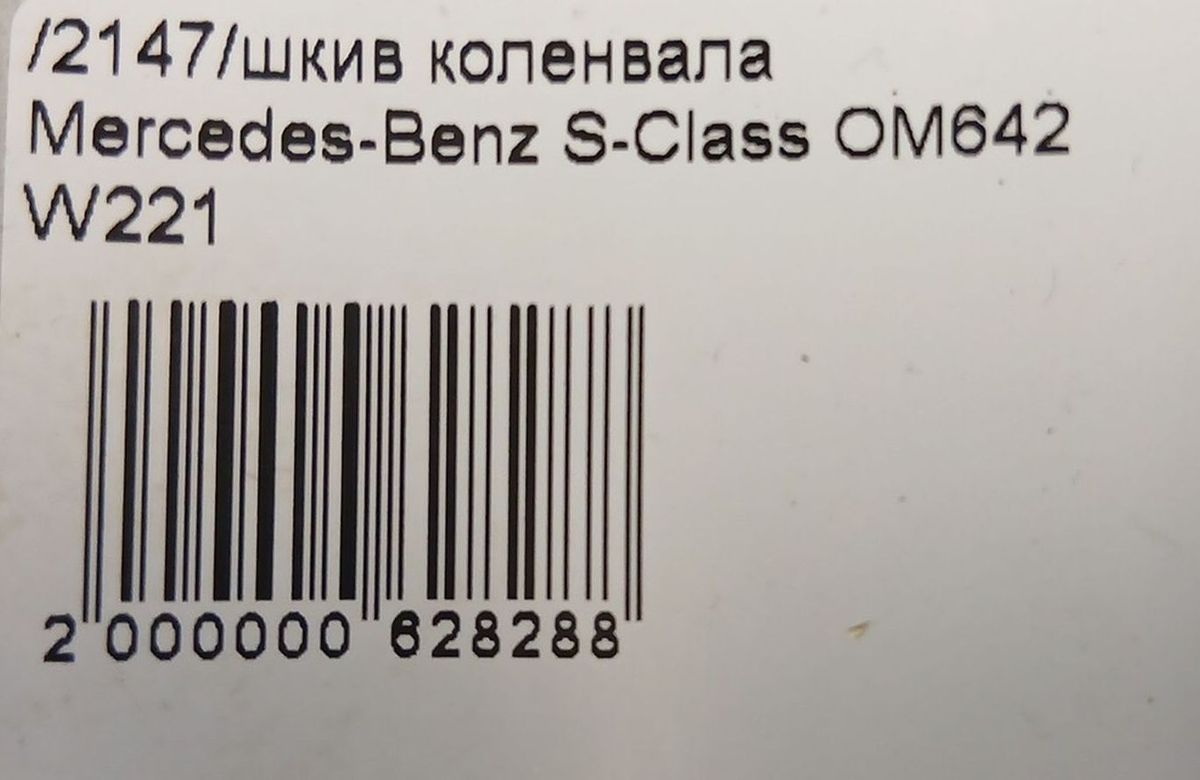 /2147/шкив коленвала
Mercedes-Benz S-Class OM642
W221
2 000000 628288